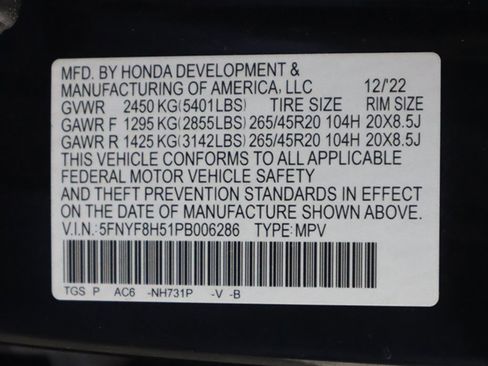 MFD. BY HONDA DEVELOPMENT &
MANUFACTURING OF AMERICA, LLC 12/'22
GVWR 2450 KG(5401LBS) TIRE SIZE RIM SIZE
GAWR F 1295 KG(2855LBS) 265/45R20 104H 20X8.5J
GAWR R 1425 KG(3142LBS) 265/45R20 104H 20X8.5J
THIS VEHICLE CONFORMS TO ALL APPLICABLE
FEDERAL MOTOR VEHICLE SAFETY
AND THEFT PREVENTION STANDARDS IN EFFECT
ON THE DATE OF MANUFACTURE SHOWN ABOVE.
V.I.N.: 5FNYF8H51PB006286 TYPE: MPV
TGS P AC6 -NH731P -V -B